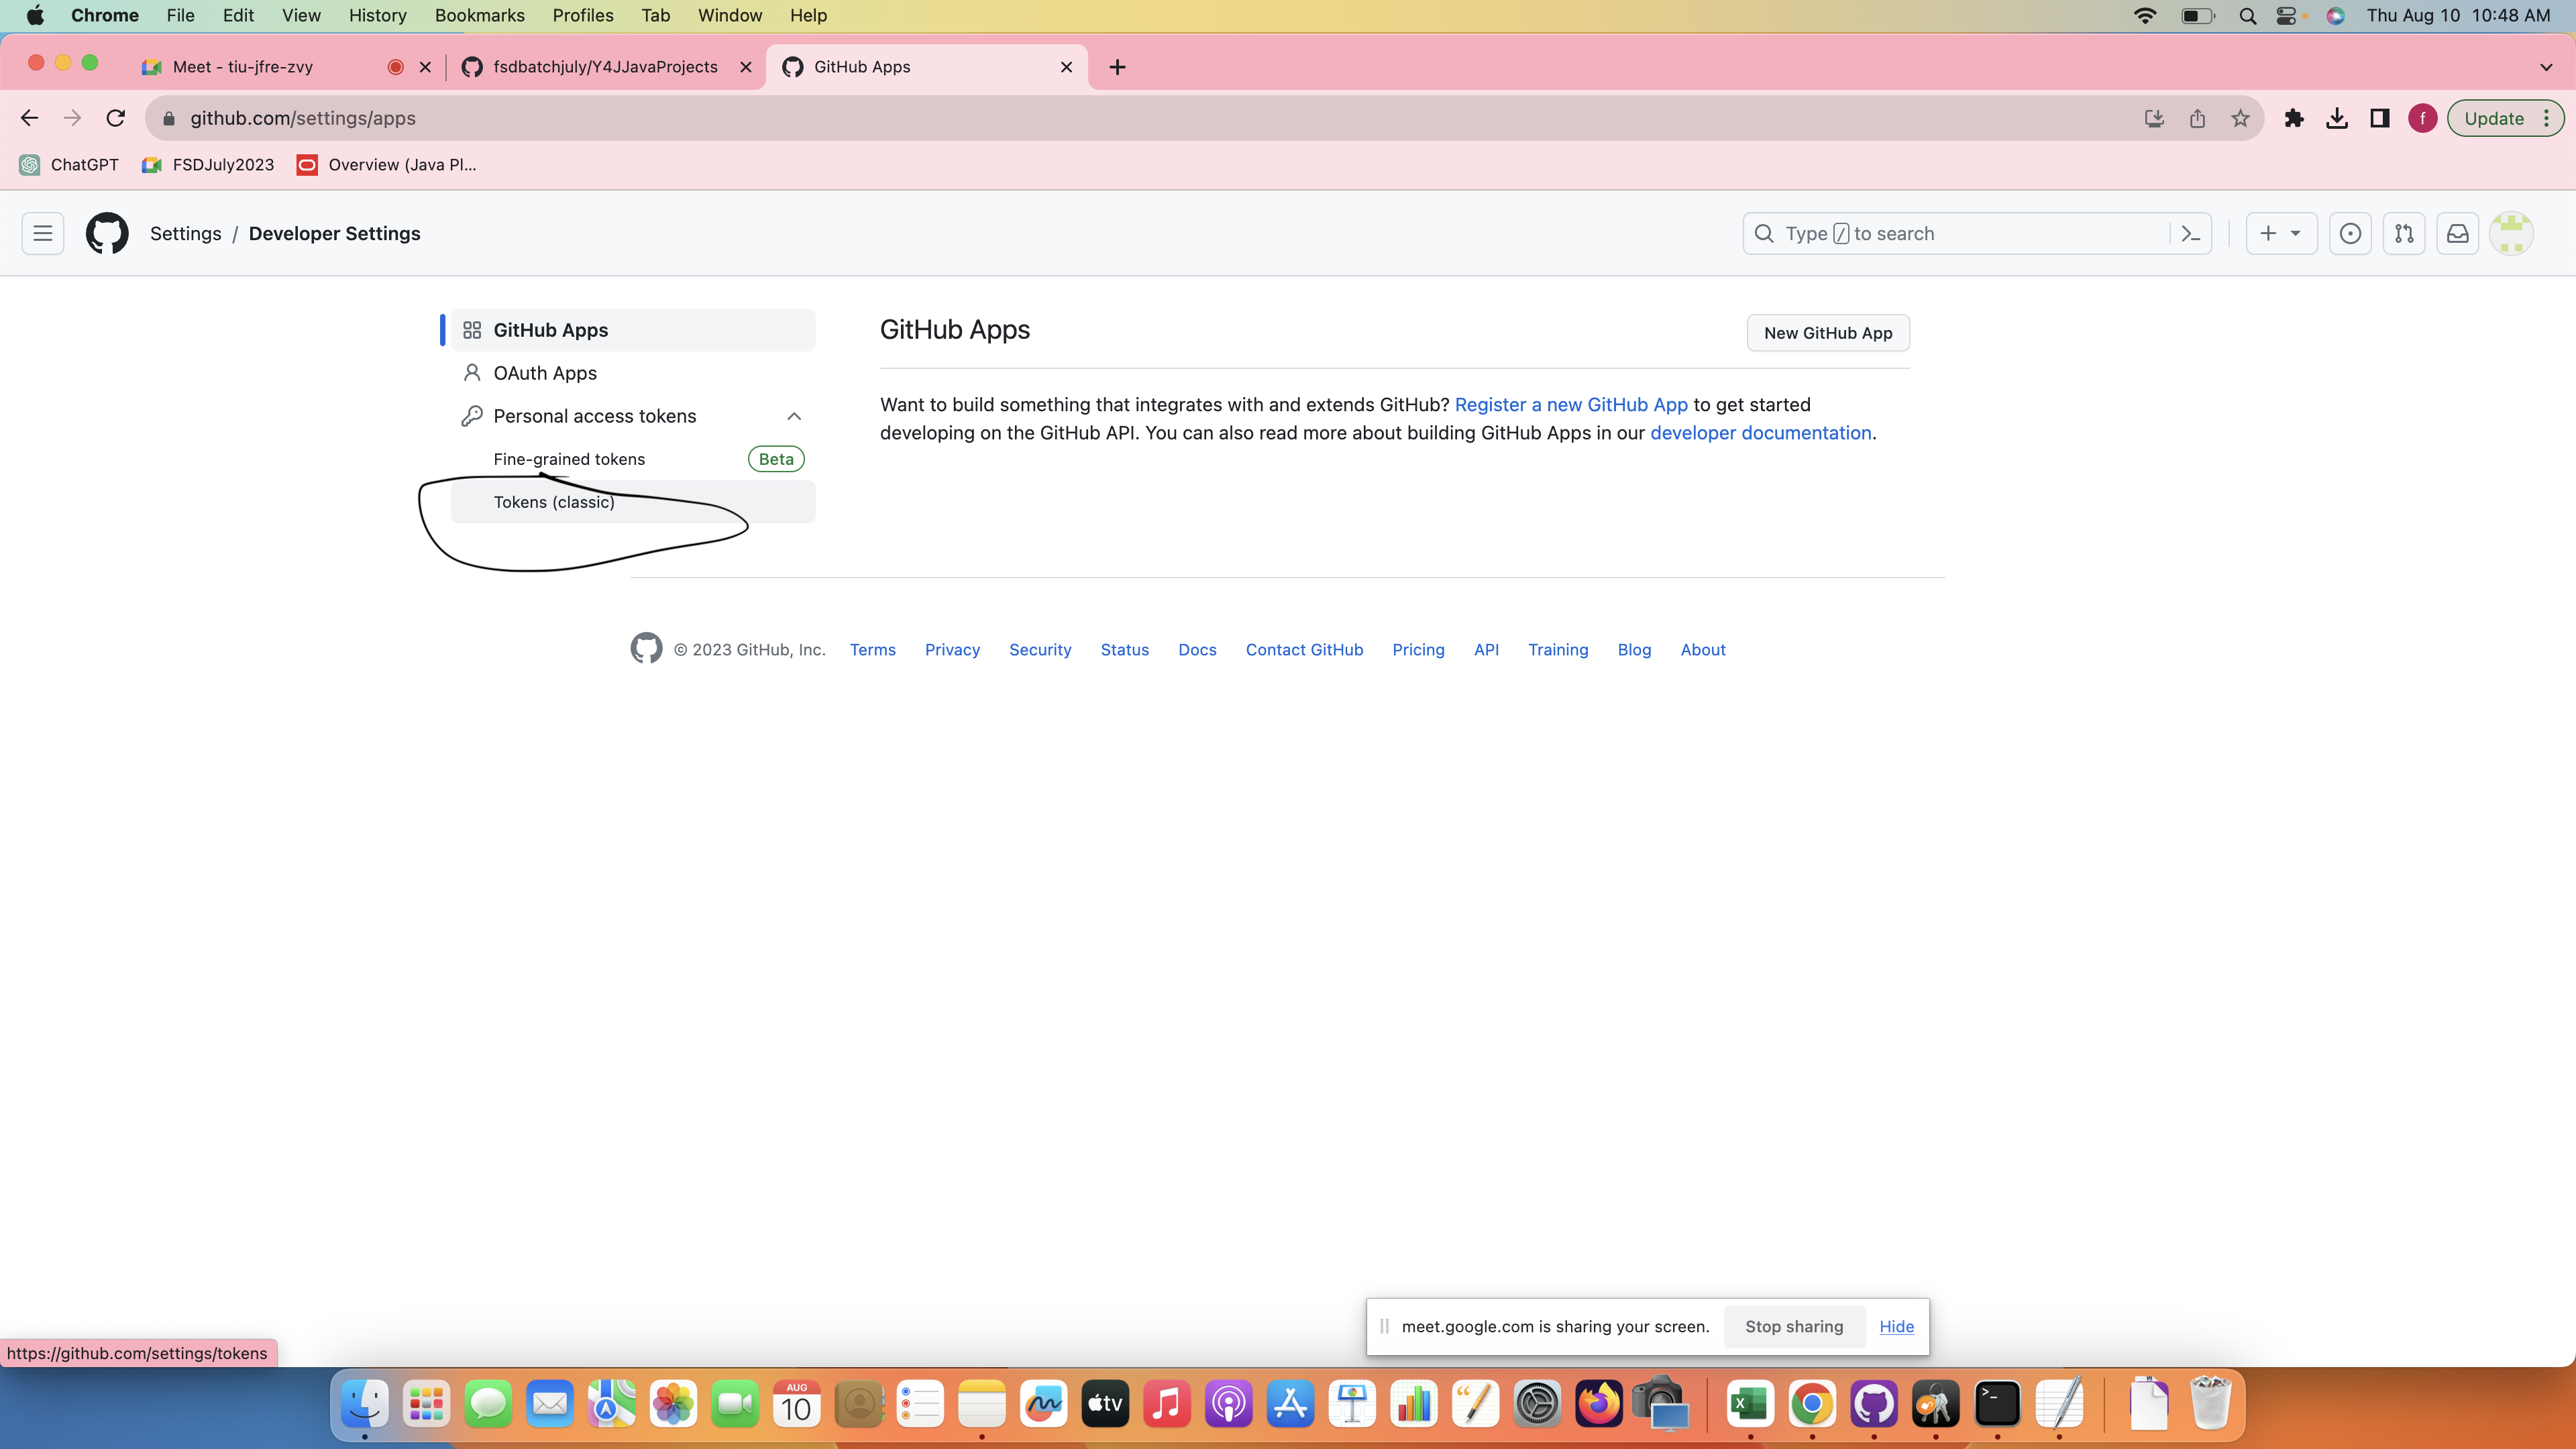 Chrome File Edit View History Bookmarks Profiles Tab Window Help Thu Aug 10 10:48 AM
Meet - tiu-jfre-zvy fsdbatchjuly/Y4JJavaProjects GitHub Apps
github.com/settings/apps f Update
ChatGPT FSDJuly2023 Overview (Java Pl...
Settings / Developer Settings Type / to search
GitHub Apps
OAuth Apps
Personal access tokens
Fine-grained tokens Beta
Tokens (classic)
GitHub Apps New GitHub App
Want to build something that integrates with and extends GitHub? Register a new GitHub App to get started
developing on the GitHub API. You can also read more about building GitHub Apps in our developer documentation.
© 2023 GitHub, Inc. Terms Privacy Security Status Docs Contact GitHub Pricing API Training Blog About
meet.google.com is sharing your screen. Stop sharing Hide
https://github.com/settings/tokens
AUG
10
tv